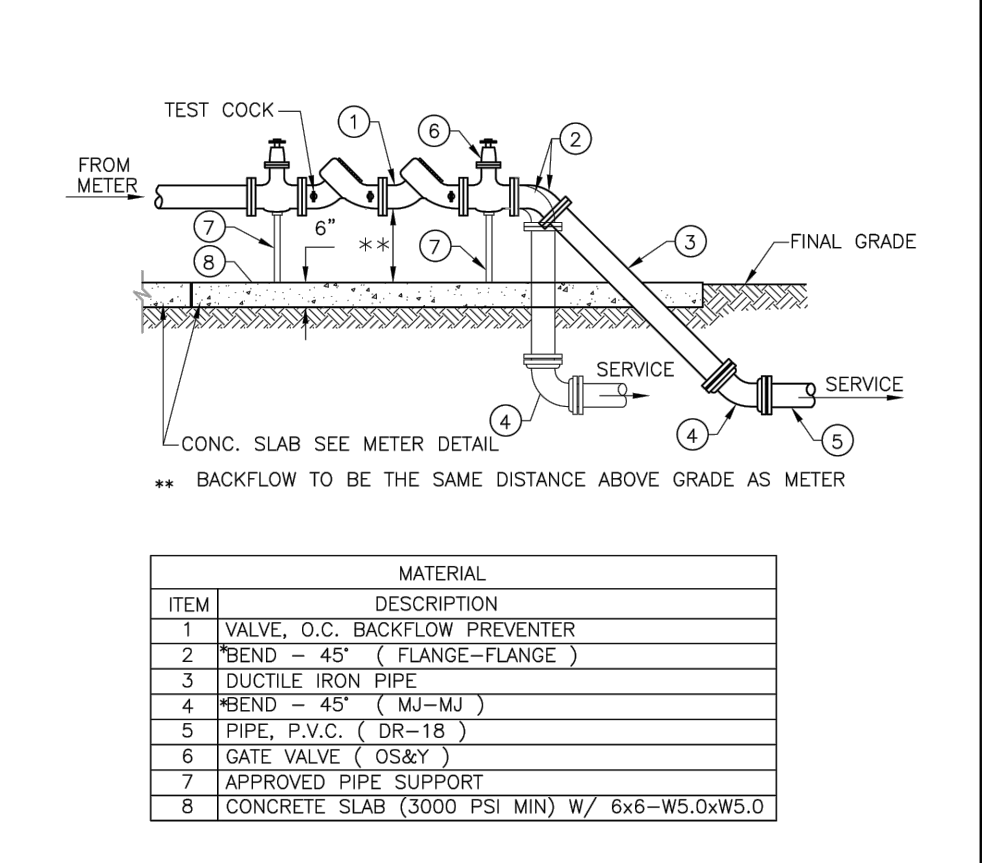 TEST COCK
1
6
2
FROM
METER
7
6"
**
7
3
FINAL GRADE
8
SERVICE
SERVICE
4
4
5
CONC. SLAB SEE METER DETAIL
** BACKFLOW TO BE THE SAME DISTANCE ABOVE GRADE AS METER
MATERIAL
ITEM DESCRIPTION
1 VALVE, O.C. BACKFLOW PREVENTER
2 *BEND - 45° ( FLANGE-FLANGE )
3 DUCTILE IRON PIPE
4 *BEND - 45° ( MJ-MJ )
5 PIPE, P.V.C. ( DR-18 )
6 GATE VALVE ( OS&Y )
7 APPROVED PIPE SUPPORT
8 CONCRETE SLAB (3000 PSI MIN) W/ 6x6-W5.0xW5.0